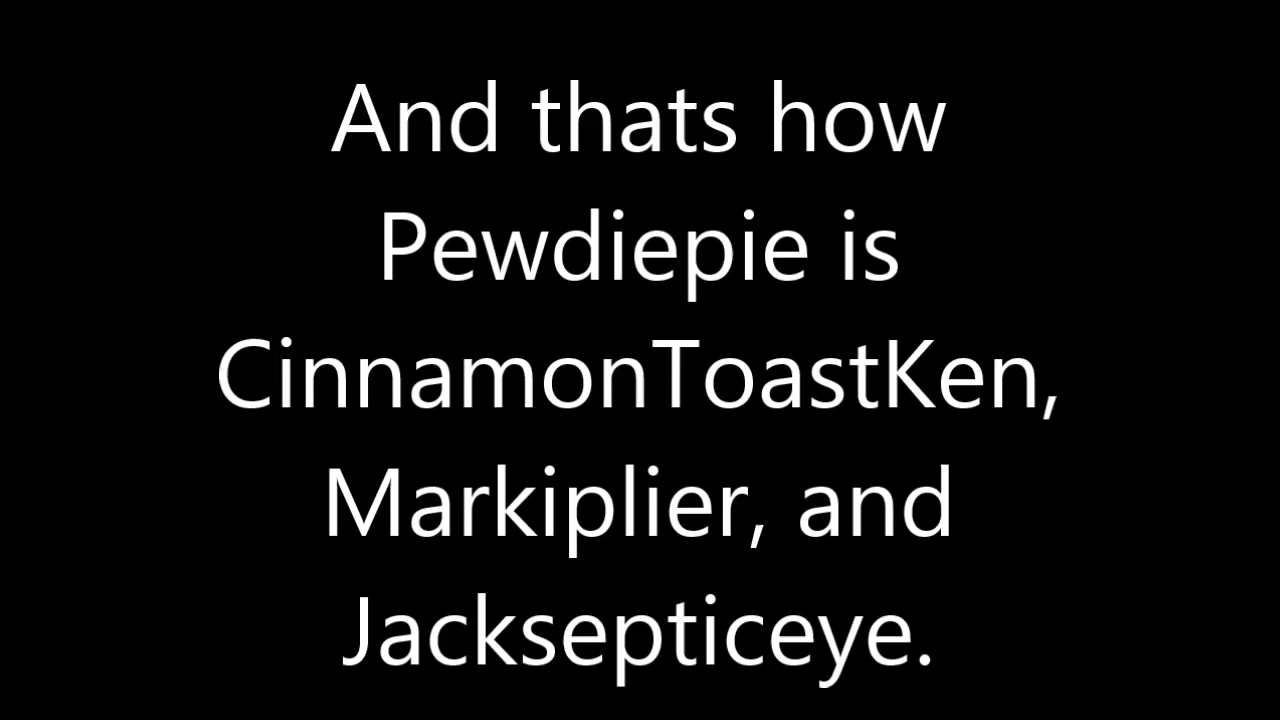 And thats how
Pewdiepie is
CinnamonToastKen,
Markiplier, and
Jacksepticeye.